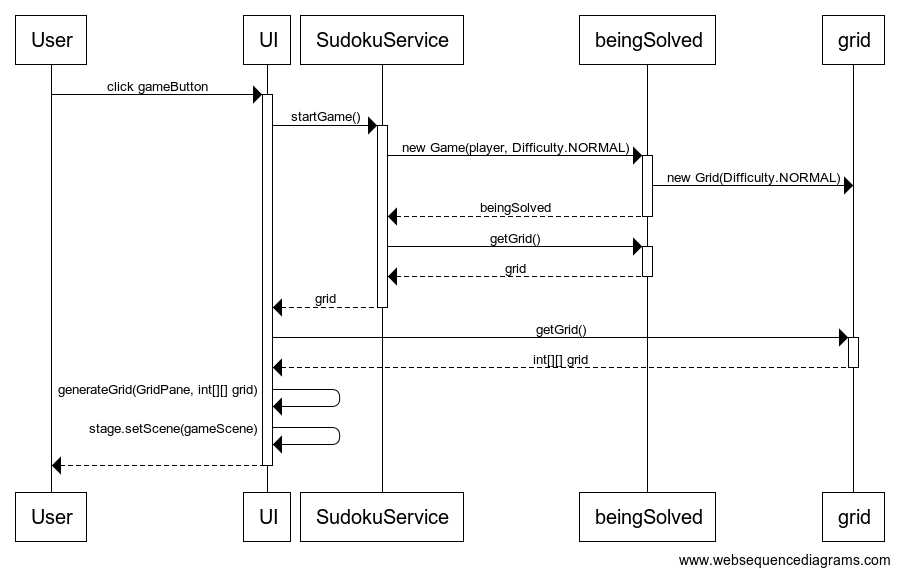 User UI SudokuService beingSolved grid
click gameButton
startGame()
new Game(player, Difficulty.NORMAL)
new Grid(Difficulty.NORMAL)
beingSolved
getGrid()
grid
grid
getGrid()
int[][] grid
generateGrid(GridPane, int[][] grid)
stage.setScene(gameScene)
User UI SudokuService beingSolved grid
www.websequencediagrams.com